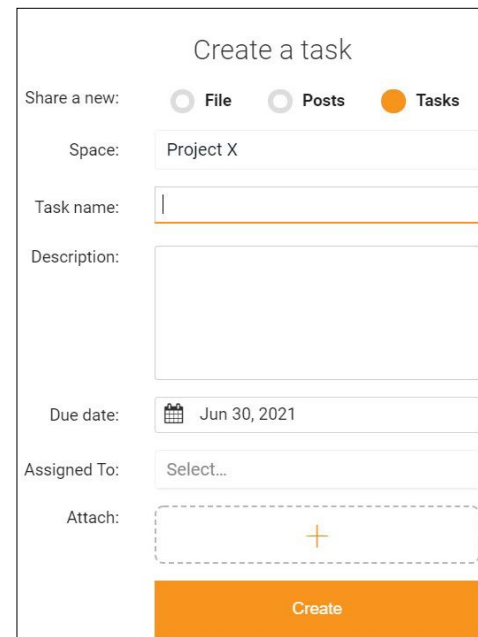 Create a task
Share a new: File Posts Tasks
Space: Project X
Task name:
Description:
Due date: Jun 30, 2021
Assigned To: Select...
Attach:
Create